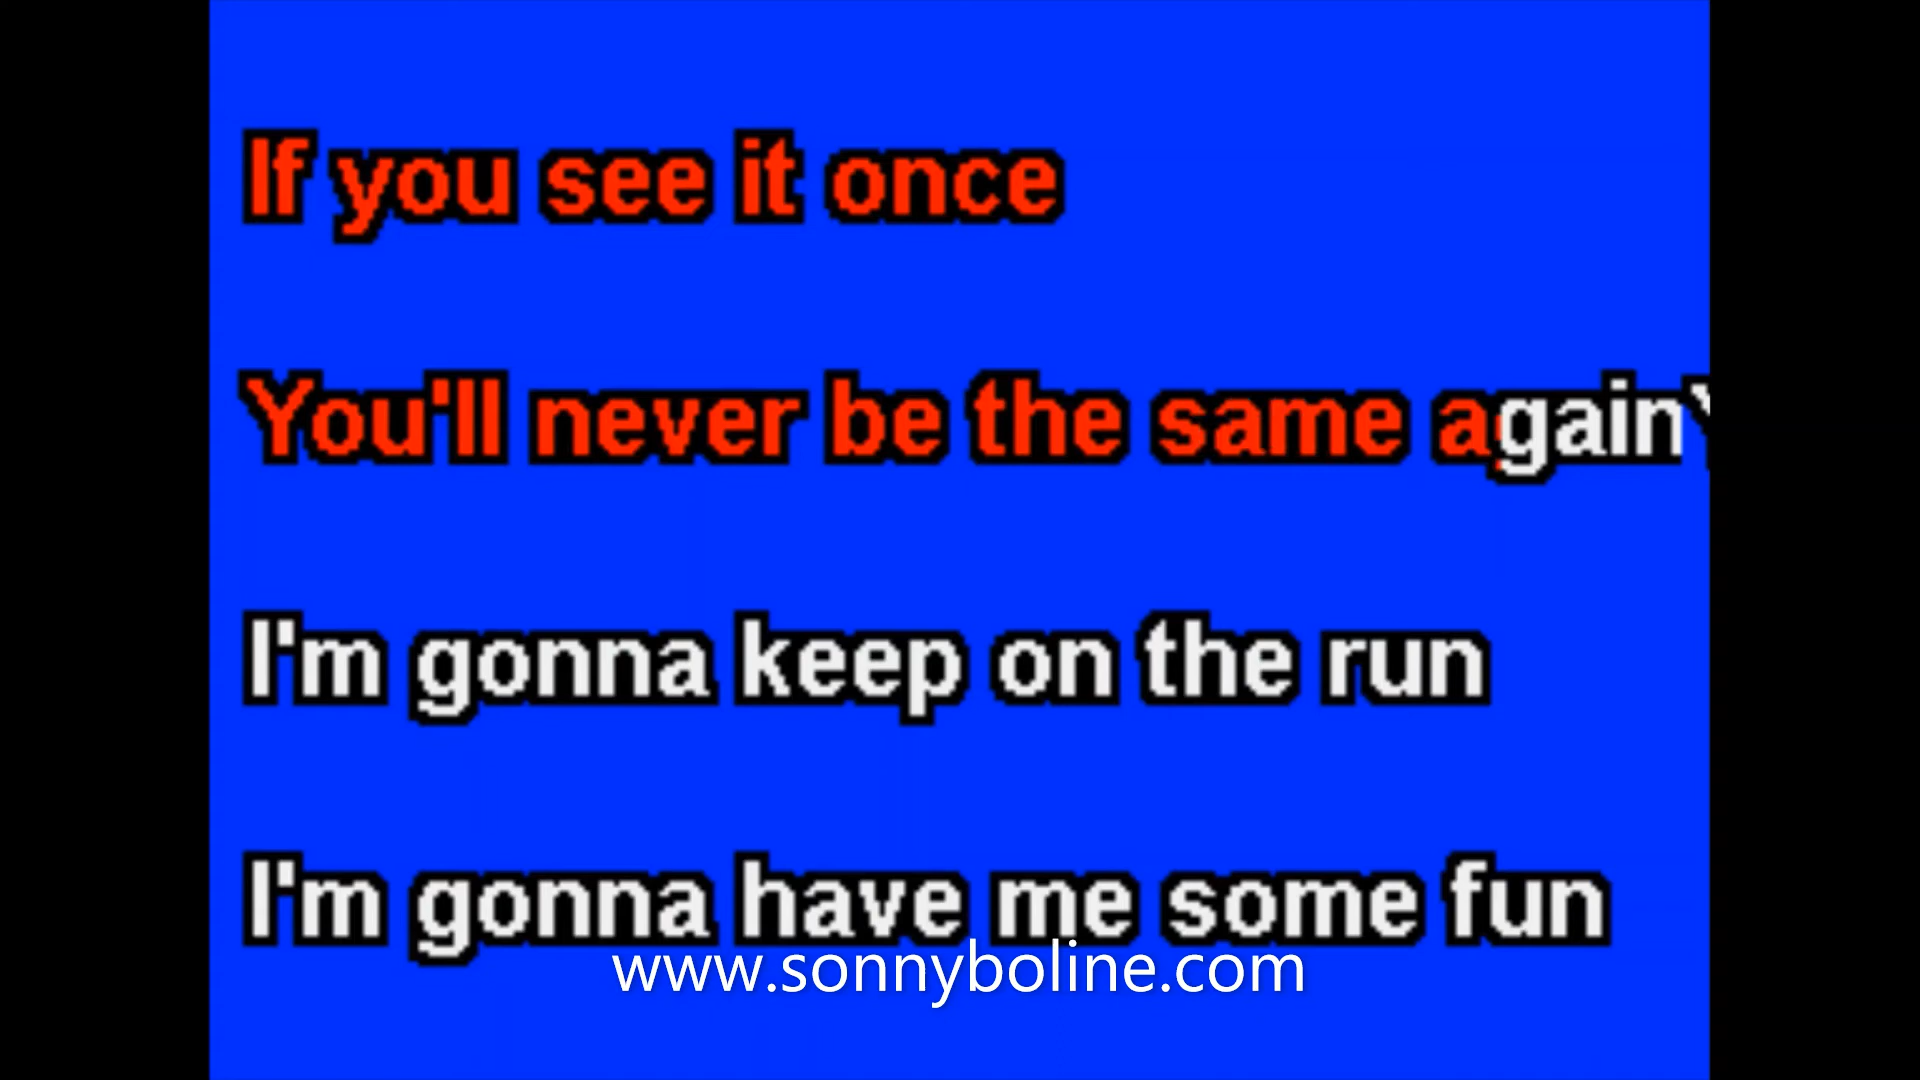 If you see it once
You'll never be the same again
I'm gonna keep on the run
I'm gonna have me some fun
www.sonnyboline.com